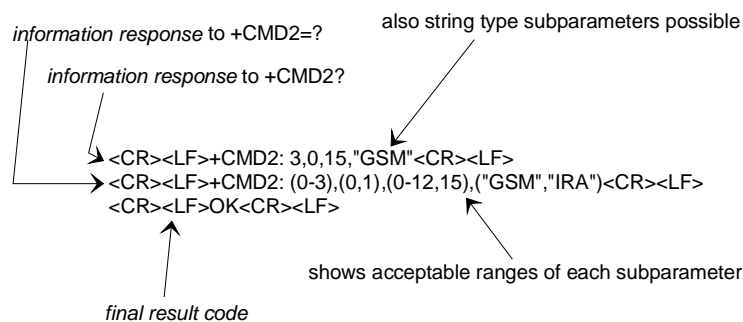 also string type subparameters possible
information response to +CMD2=?
information response to +CMD2?
<CR><LF>+CMD2: 3,0,15,"GSM"<CR><LF>
<CR><LF>+CMD2: (0-3),(0,1),(0-12,15),("GSM","IRA")<CR><LF>
<CR><LF>OK<CR><LF>
shows acceptable ranges of each subparameter
final result code